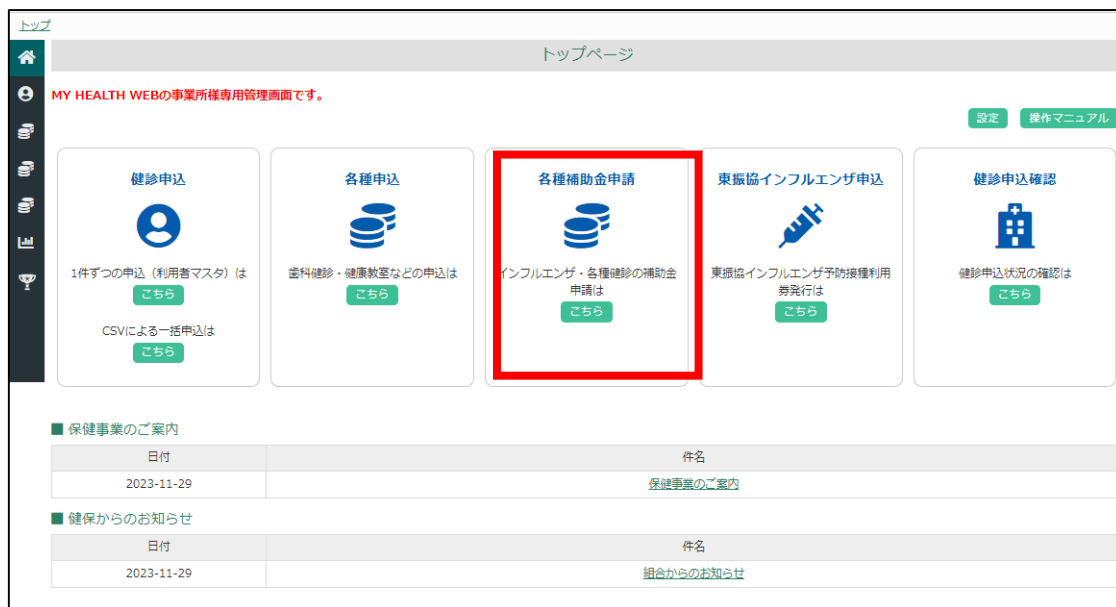 トップ
トップページ
MY HEALTH WEBの事業所様専用管理画面です。
設定
操作マニュアル
健診申込
1件ずつの申込（利用者マスタ）は
こちら
CSVによる一括申込は
こちら
各種申込
歯科健診・健康教室などの申込は
こちら
各種補助金申請
インフルエンザ・各種健診の補助金
申請は
こちら
東振協インフルエンザ申込
東振協インフルエンザ予防接種利用
券発行は
こちら
健診申込確認
健診申込状況の確認は
こちら
■ 保健事業のご案内
日付 件名
2023-11-29 保健事業のご案内
■ 健保からのお知らせ
日付 件名
2023-11-29 組合からのお知らせ